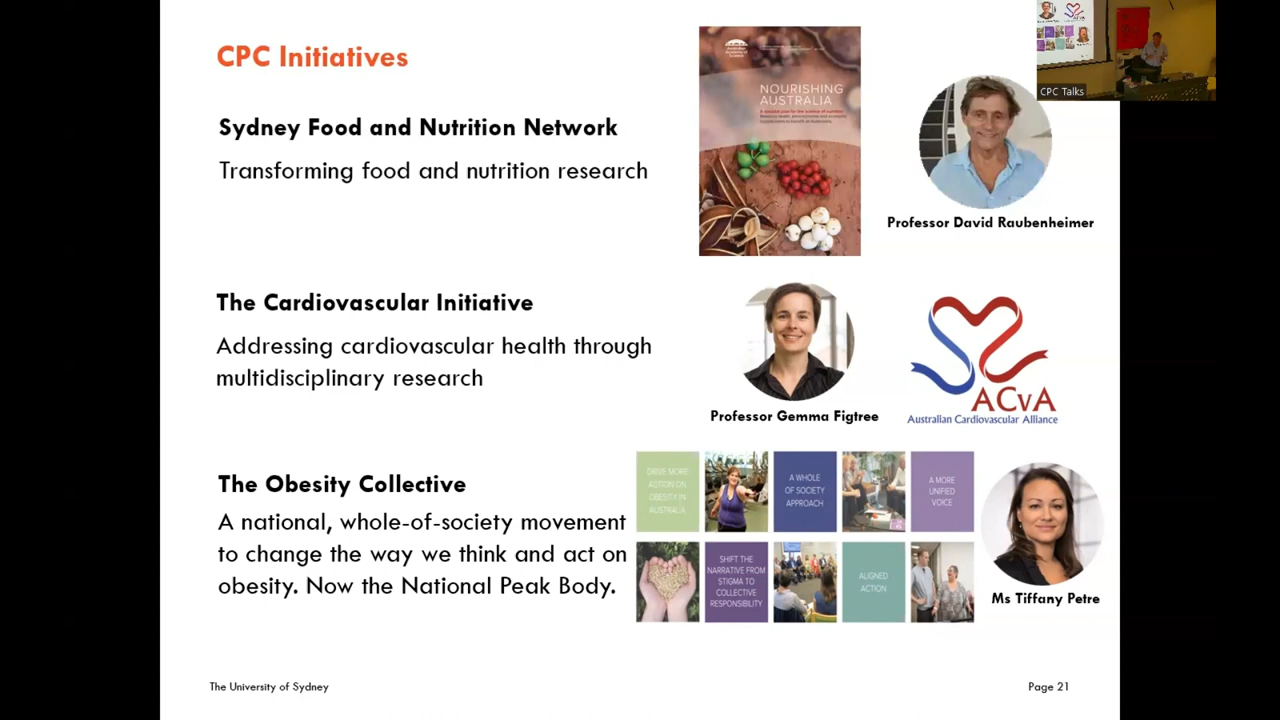 CPC Initiatives
Sydney Food and Nutrition Network
Transforming food and nutrition research
NOURISHING
AUSTRALIA
Professor David Raubenheimer
CPC Talks
The Cardiovascular Initiative
Addressing cardiovascular health through
multidisciplinary research
Professor Gemma Figtree
ACvA
Australian Cardiovascular Alliance
The Obesity Collective
A national, whole-of-society movement
to change the way we think and act on
obesity. Now the National Peak Body.
DRIVE MORE
ACTION ON
OBESITY IN
AUSTRALIA
A WHOLE
OF SOCIETY
APPROACH
A MORE
UNIFIED
VOICE
SHIFT THE
NARRATIVE FROM
STIGMA TO
COLLECTIVE
RESPONSIBILITY
ALIGNED
ACTION
Ms Tiffany Petre
The University of Sydney
Page 21